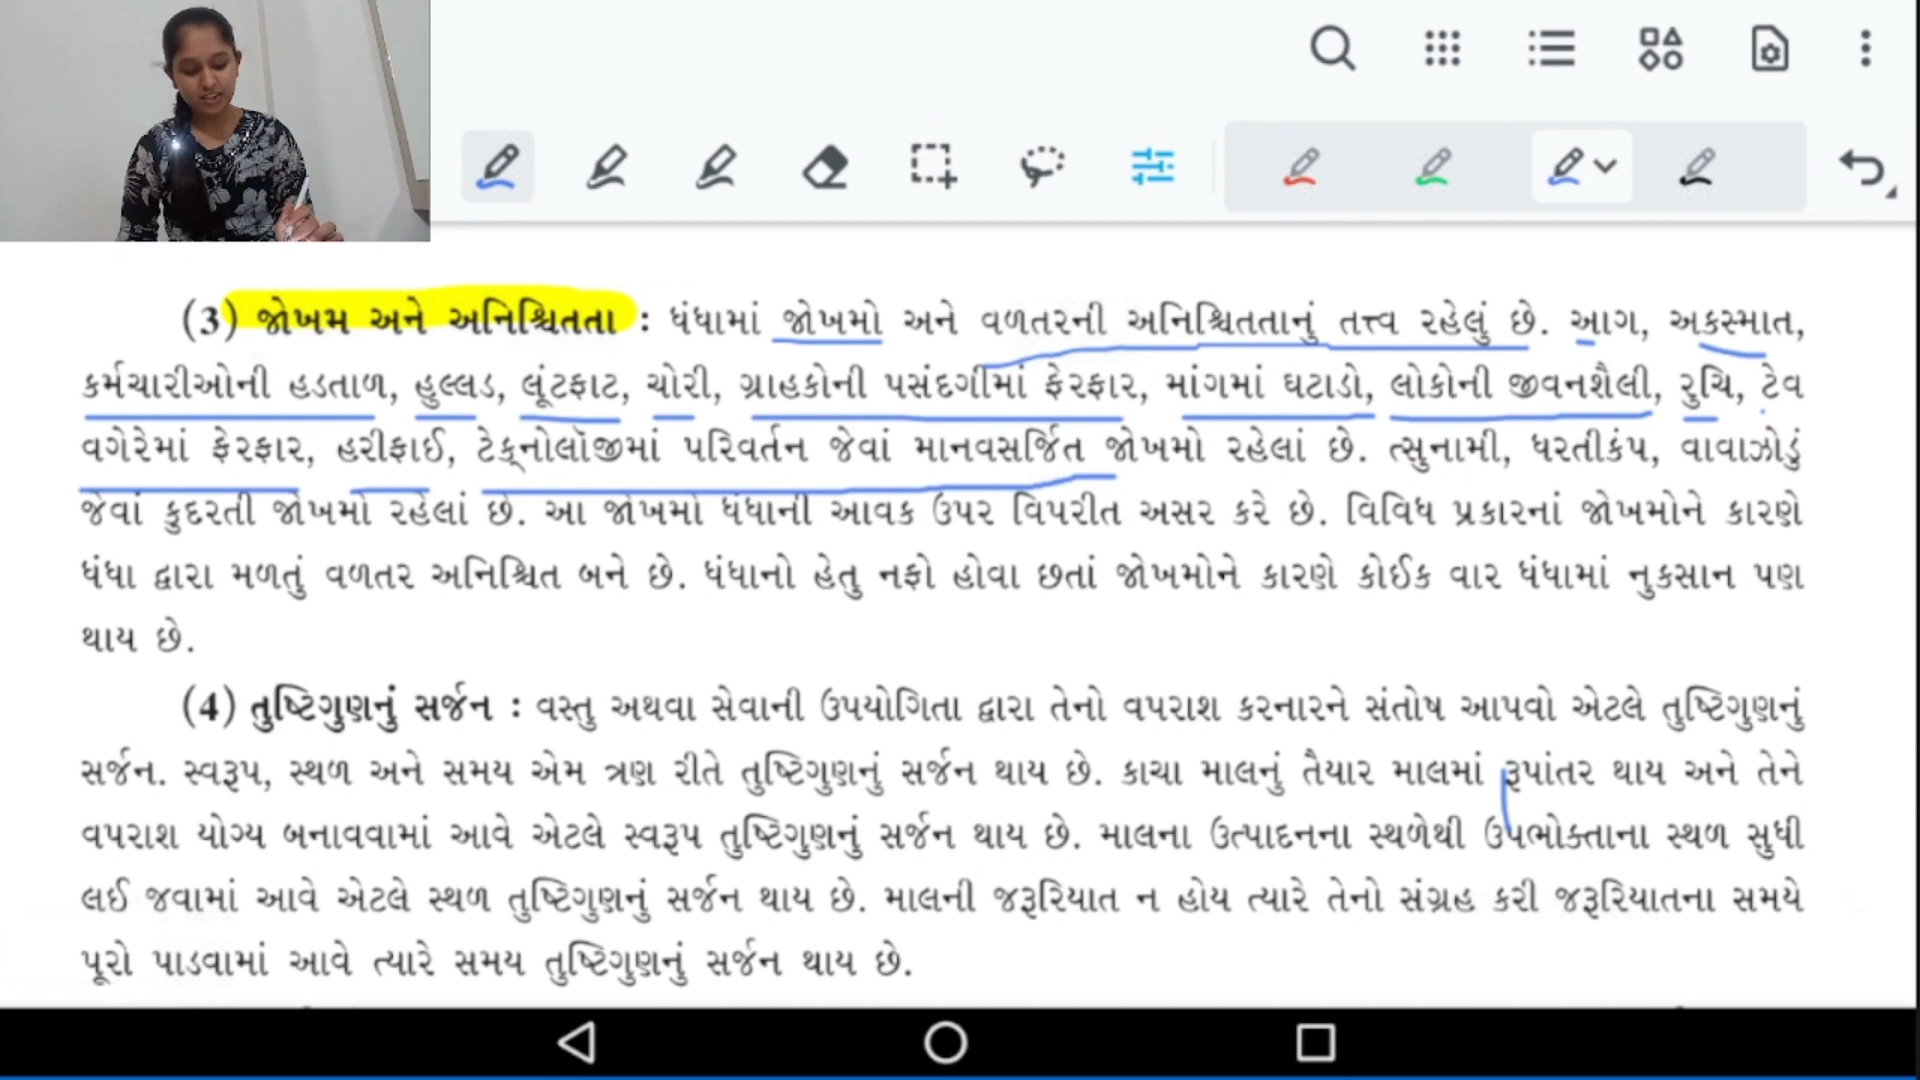 (3) જોખમ અને અનિશ્ચિતતા : ધંધામાં જોખમો અને વળતરની અનિશ્ચિતતાનું તત્ત્વ રહેલું છે. આગ, અકસ્માત,
કર્મચારીઓની હડતાળ, હુલ્લડ, લૂંટફાટ, ચોરી, ગ્રાહકોની પસંદગીમાં ફેરફાર, માંગમાં ઘટાડો, લોકોની જીવનશૈલી, રુચિ, ટેવ
વગેરેમાં ફેરફાર, હરીફાઈ, ટેક્નોલૉજીમાં પરિવર્તન જેવાં માનવસર્જિત જોખમો રહેલાં છે. ત્સુનામી, ધરતીકંપ, વાવાઝોડું
જેવાં કુદરતી જોખમો રહેલાં છે. આ જોખમો ધંધાની આવક ઉપર વિપરીત અસર કરે છે. વિવિધ પ્રકારનાં જોખમોને કારણે
ધંધા દ્વારા મળતું વળતર અનિશ્ચિત બને છે. ધંધાનો હેતુ નફો હોવા છતાં જોખમોને કારણે કોઈક વાર ધંધામાં નુકસાન પણ
થાય છે.
(4) તુષ્ટિગુણનું સર્જન : વસ્તુ અથવા સેવાની ઉપયોગિતા દ્વારા તેનો વપરાશ કરનારને સંતોષ આપવો એટલે તુષ્ટિગુણનું
સર્જન. સ્વરૂપ, સ્થળ અને સમય એમ ત્રણ રીતે તુષ્ટિગુણનું સર્જન થાય છે. કાચા માલનું તૈયાર માલમાં રૂપાંતર થાય અને તેને
વપરાશ યોગ્ય બનાવવામાં આવે એટલે સ્વરૂપ તુષ્ટિગુણનું સર્જન થાય છે. માલના ઉત્પાદનના સ્થળેથી ઉપભોક્તાના સ્થળ સુધી
લઈ જવામાં આવે એટલે સ્થળ તુષ્ટિગુણનું સર્જન થાય છે. માલની જરૂરિયાત ન હોય ત્યારે તેનો સંગ્રહ કરી જરૂરિયાતના સમયે
પૂરો પાડવામાં આવે ત્યારે સમય તુષ્ટિગુણનું સર્જન થાય છે.